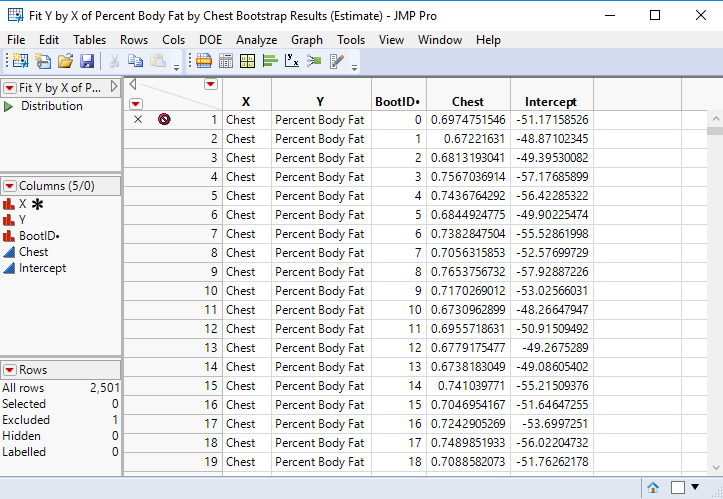 Fit Y by X of Percent Body Fat by Chest Bootstrap Results (Estimate) - JMP Pro
File Edit Tables Rows Cols DOE Analyze Graph Tools View Window Help
Fit Y by X of P...
Distribution
Columns (5/0)
X
Y
BootID•
Chest
Intercept
Rows
All rows 2,501
Selected 0
Excluded 1
Hidden 0
Labelled 0
X Y BootID• Chest Intercept
1 Chest Percent Body Fat 0 0.6974751546 -51.17158526
2 Chest Percent Body Fat 1 0.67221631 -48.87102345
3 Chest Percent Body Fat 2 0.6813193041 -49.39530082
4 Chest Percent Body Fat 3 0.7567036914 -57.17685899
5 Chest Percent Body Fat 4 0.7436764292 -56.42285322
6 Chest Percent Body Fat 5 0.6844924775 -49.90225474
7 Chest Percent Body Fat 6 0.7382847504 -55.52861998
8 Chest Percent Body Fat 7 0.7056315853 -52.57699729
9 Chest Percent Body Fat 8 0.7653756732 -57.92887226
10 Chest Percent Body Fat 9 0.7170269012 -53.02566031
11 Chest Percent Body Fat 10 0.6730962899 -48.26647947
12 Chest Percent Body Fat 11 0.6955718631 -50.91509492
13 Chest Percent Body Fat 12 0.6779175477 -49.2675289
14 Chest Percent Body Fat 13 0.6738183049 -49.08605402
15 Chest Percent Body Fat 14 0.741039771 -55.21509376
16 Chest Percent Body Fat 15 0.7046954167 -51.64647255
17 Chest Percent Body Fat 16 0.7242905269 -53.6997251
18 Chest Percent Body Fat 17 0.7489851933 -56.02204732
19 Chest Percent Body Fat 18 0.7088582073 -51.76262178